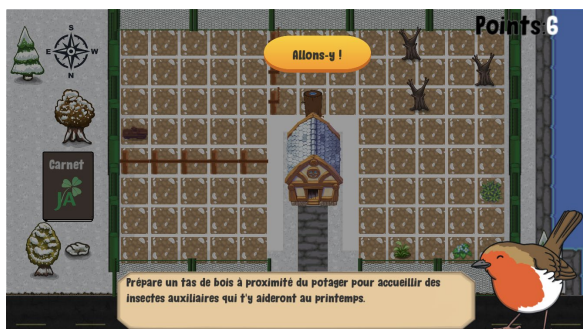 Points:6
S
E W
N
Allons-y !
Carnet
JA
Prépare un tas de bois à proximité du potager pour accueillir des
insectes auxiliaires qui t'y aideront au printemps.